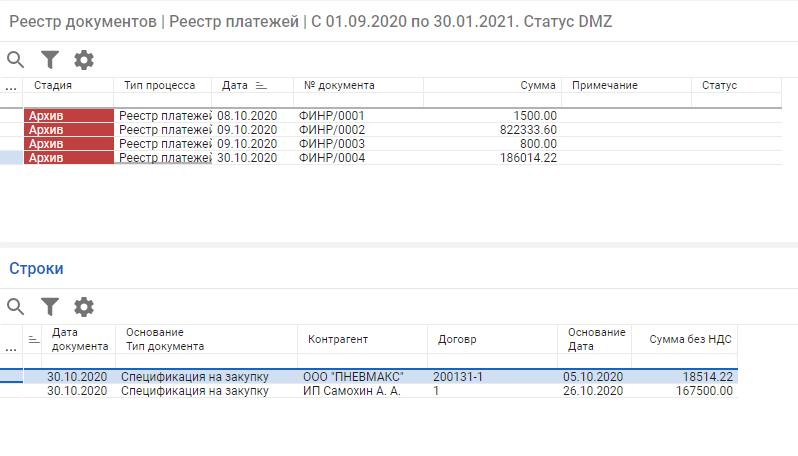 Реестр документов | Реестр платежей | С 01.09.2020 по 30.01.2021. Статус DMZ
... Стадия Тип процесса Дата № документа Сумма Примечание Статус
Архив Реестр платежей 08.10.2020 ФИНР/0001 1500.00
Архив Реестр платежей 09.10.2020 ФИНР/0002 822333.60
Архив Реестр платежей 09.10.2020 ФИНР/0003 800.00
Архив Реестр платежей 30.10.2020 ФИНР/0004 186014.22
Строки
... Дата документа Основание Тип документа Контрагент Договр Основание Дата Сумма без НДС
30.10.2020 Спецификация на закупку ООО "ПНЕВМАКС" 200131-1 05.10.2020 18514.22
30.10.2020 Спецификация на закупку ИП Самохин А. А. 1 26.10.2020 167500.00